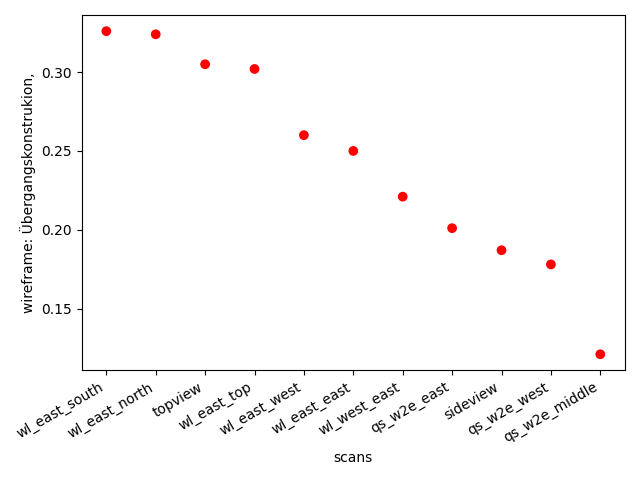 wireframe: Übergangskonstrukion,
0.30
0.25
0.20
0.15
wl_east_south
wl_east_north
topview
wl_east_top
wl_east_west
wl_east_east
wl_west_east
qs_w2e_east
sideview
qs_w2e_west
qs_w2e_middle
scans